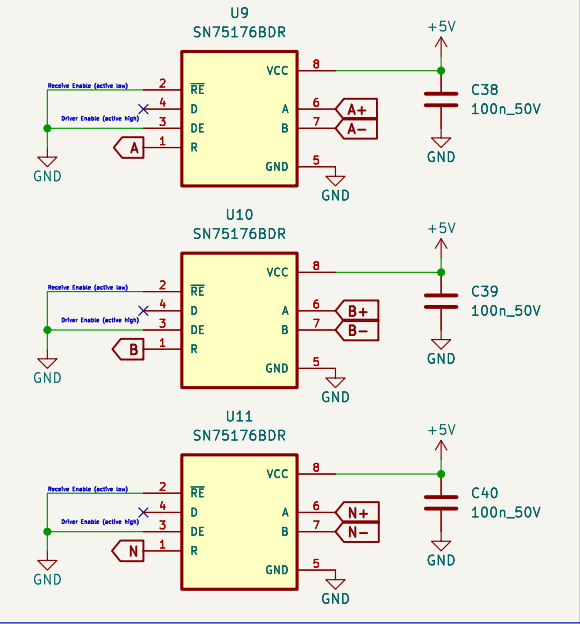 U9
SN75176BDR
+5V
Receive Enable (active low)
2 RE VCC 8
C38
100n_50V
4 D A 6 A+
Driver Enable (active high)
3 DE B 7 A-
A 1 R
GND 5
GND
GND
GND
U10
SN75176BDR
+5V
Receive Enable (active low)
2 RE VCC 8
C39
100n_50V
4 D A 6 B+
Driver Enable (active high)
3 DE B 7 B-
B 1 R
GND 5
GND
GND
GND
U11
SN75176BDR
+5V
Receive Enable (active low)
2 RE VCC 8
C40
100n_50V
4 D A 6 N+
Driver Enable (active high)
3 DE B 7 N-
N 1 R
GND 5
GND
GND
GND